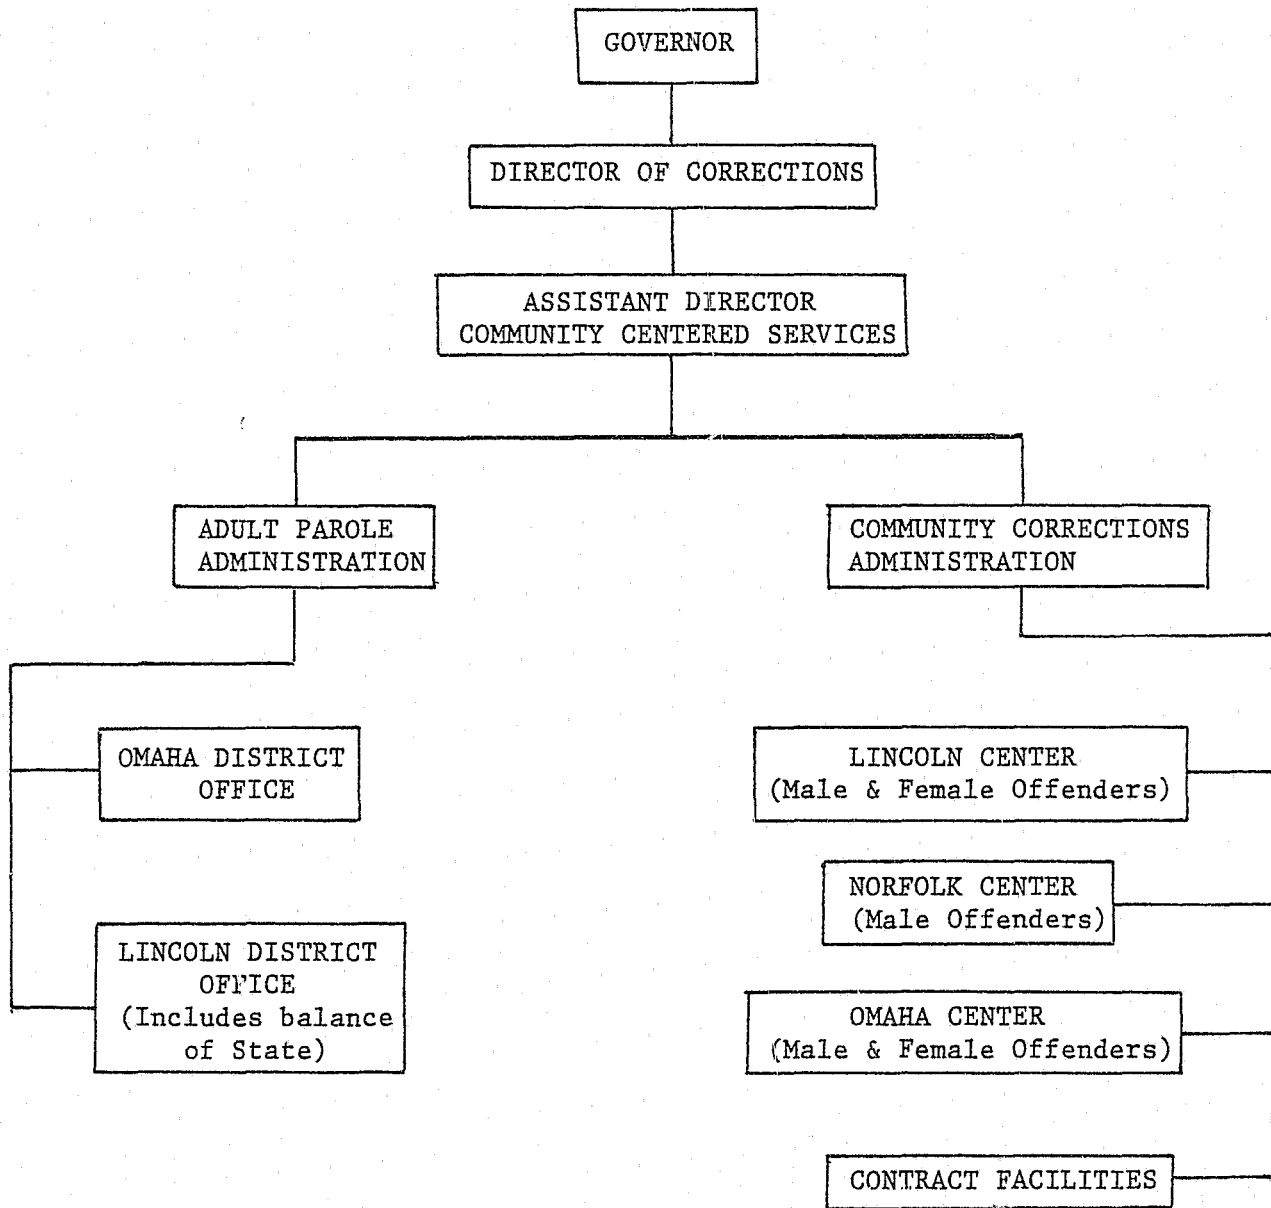 GOVERNOR
DIRECTOR OF CORRECTIONS
ASSISTANT DIRECTOR
COMMUNITY CENTERED SERVICES
ADULT PAROLE
ADMINISTRATION
COMMUNITY CORRECTIONS
ADMINISTRATION
OMAHA DISTRICT
OFFICE
LINCOLN DISTRICT
OFFICE
(Includes balance
of State)
LINCOLN CENTER
(Male & Female Offenders)
NORFOLK CENTER
(Male Offenders)
OMAHA CENTER
(Male & Female Offenders)
CONTRACT FACILITIES